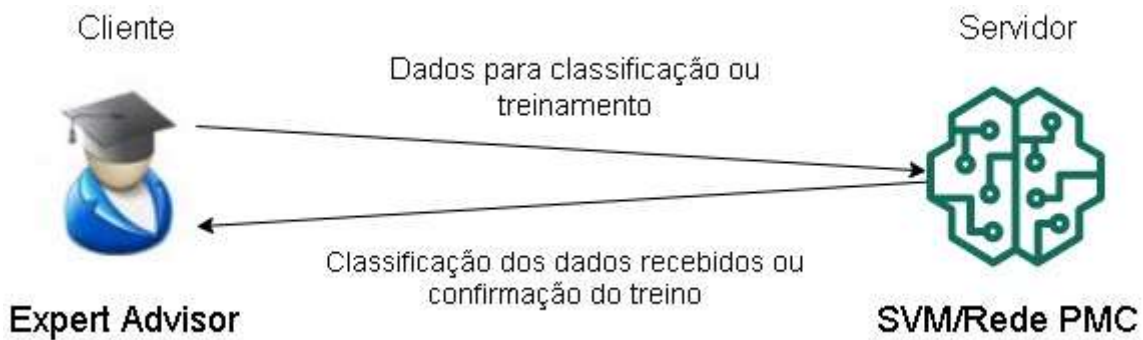 Cliente
Servidor
Dados para classificação ou
treinamento
Classificação dos dados recebidos ou
confirmação do treino
Expert Advisor
SVM/Rede PMC